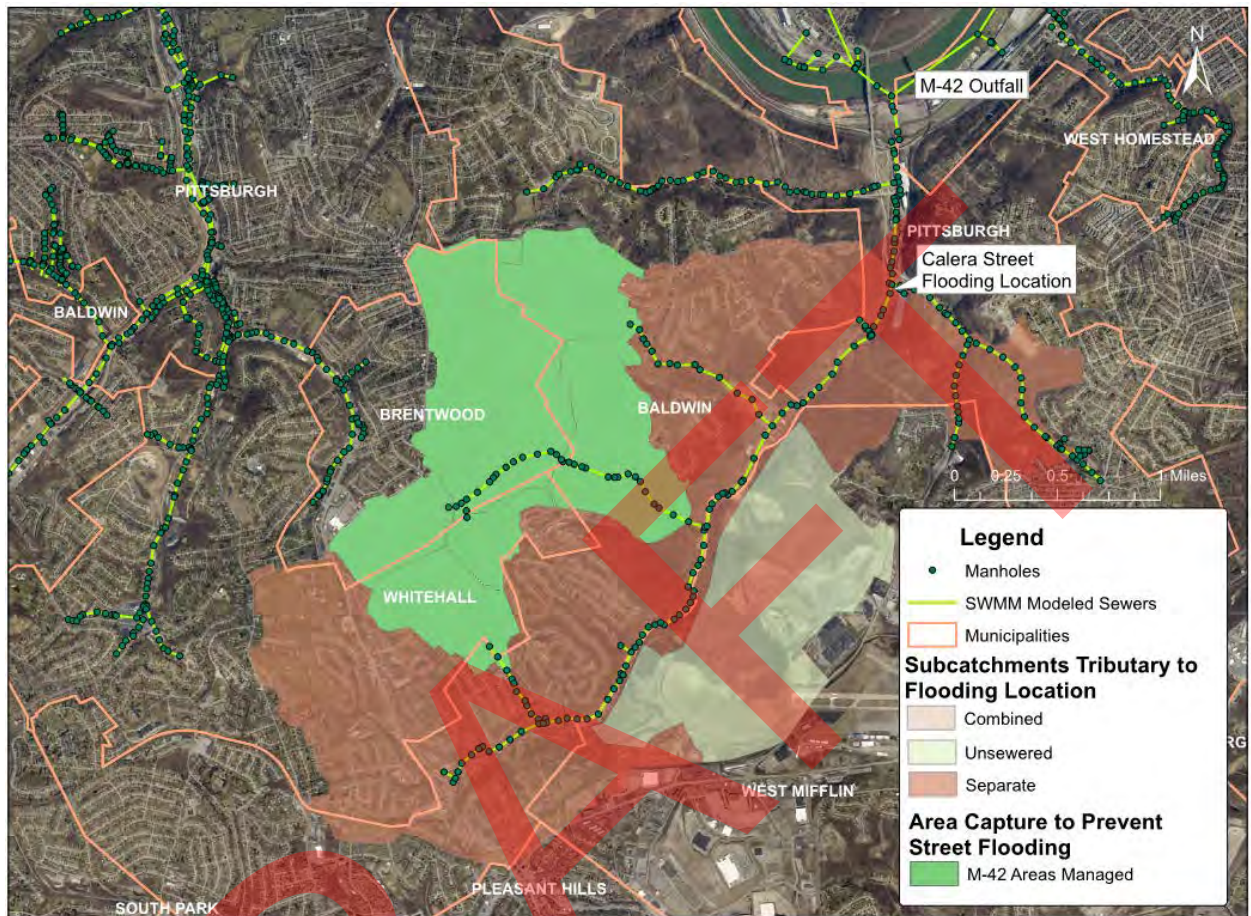 N
M-42 Outfall
WEST HOMESTEAD
PITTSBURGH
PITTSBURGH
Calera Street
Flooding Location
BALDWIN
BRENTWOOD
BALDWIN
0 0.25 0.5 1 Miles
WHITEHALL
WEST MIFFLIN
PLEASANT HILLS
SOUTH PARK
Legend
Manholes
SWMM Modeled Sewers
Municipalities
Subcatchments Tributary to
Flooding Location
Combined
Unsewered
Separate
Area Capture to Prevent
Street Flooding
M-42 Areas Managed